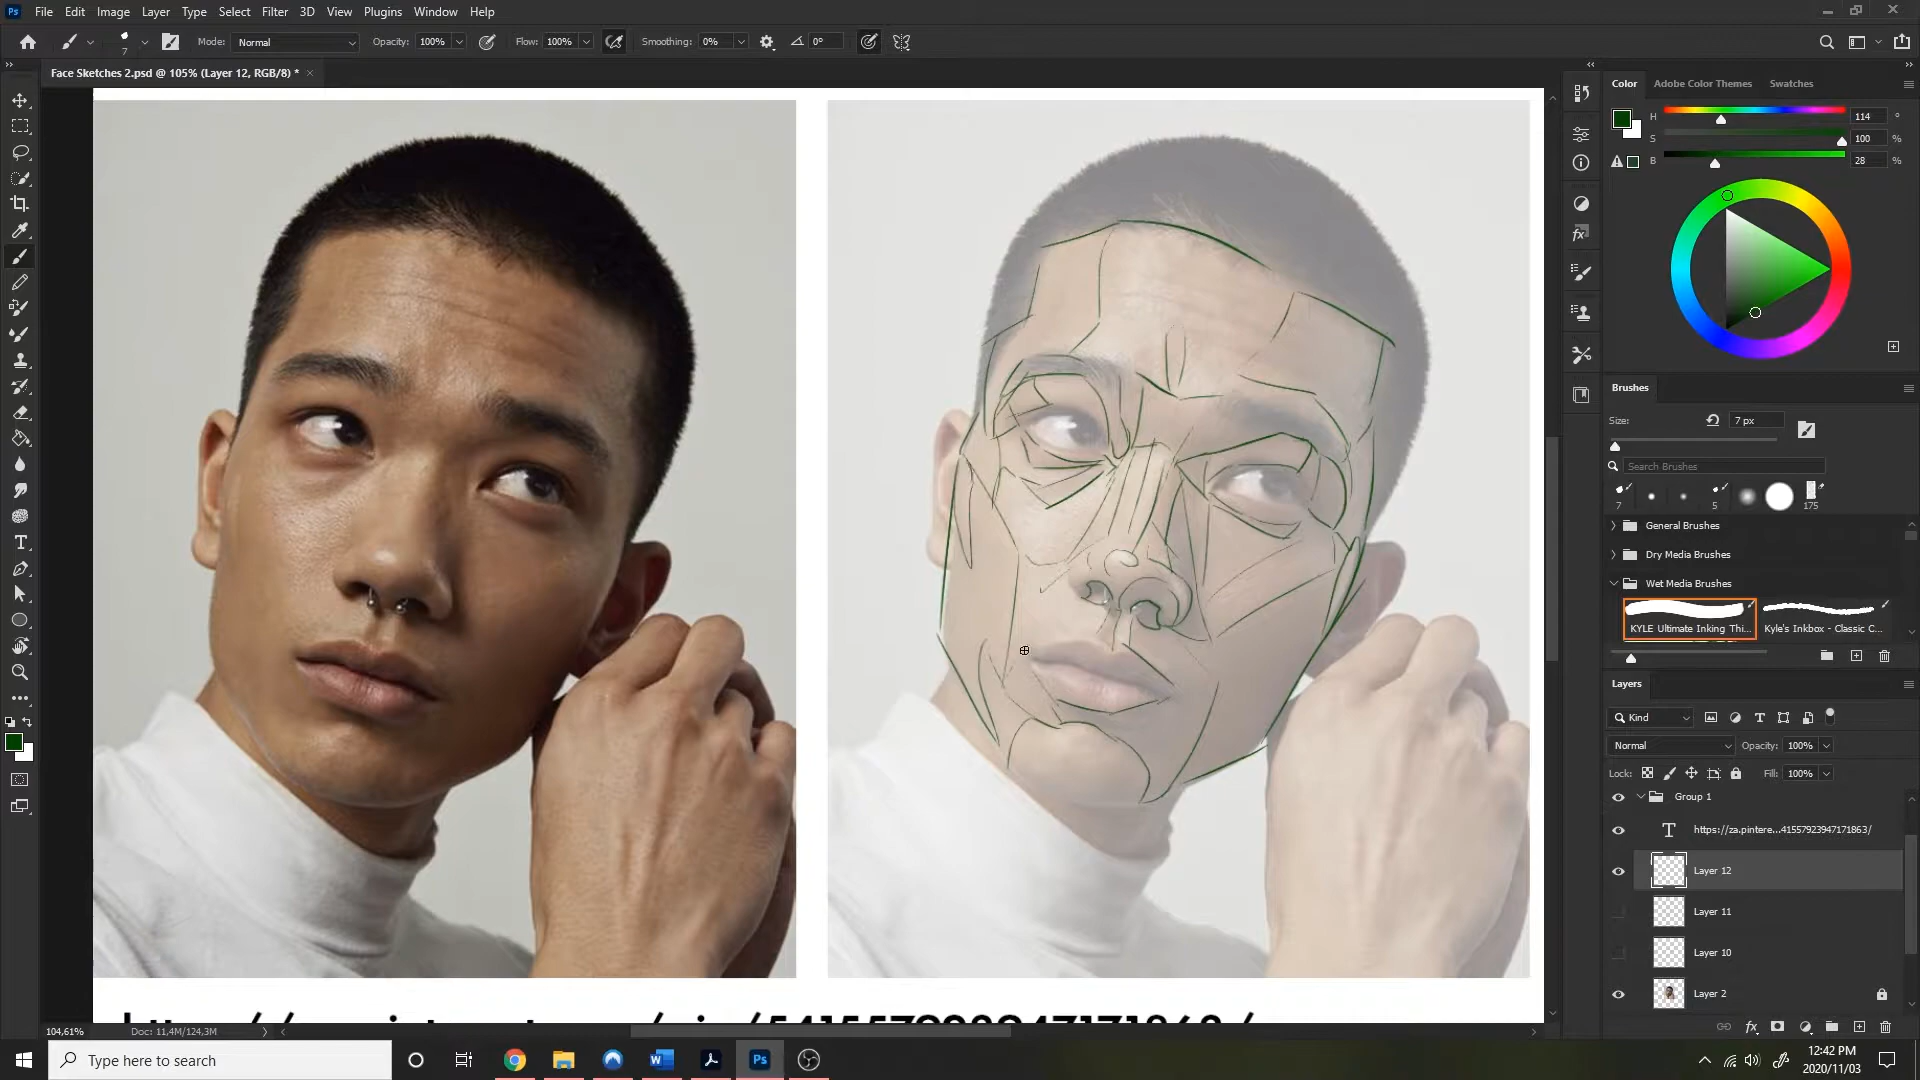 File Edit Image Layer Type Select Filter 3D View Plugins Window Help
7 Mode: Normal Opacity: 100% Flow: 100% Smoothing: 0% 0°
Face Sketches 2.psd @ 105% (Layer 12, RGB/8) *
Color Adobe Color Themes Swatches
H 114 °
S 100 %
B 28 %
Brushes
Size: 7 px
Search Brushes
7 5 175
General Brushes
Dry Media Brushes
Wet Media Brushes
KYLE Ultimate Inking Thi... Kyle's Inkbox - Classic C...
Layers
Kind
Normal Opacity: 100%
Lock: Fill: 100%
Group 1
https://za.pintere...41557923947171863/
Layer 12
Layer 11
Layer 10
Layer 2
104,61% Doc: 11,4M/124,3M
Type here to search
12:42 PM
2020/11/03